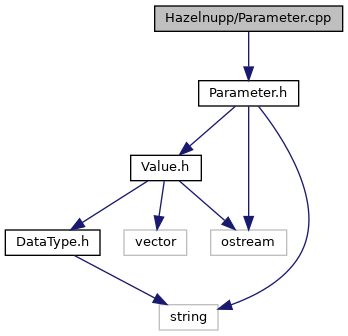 Hazelnupp/Parameter.cpp
Parameter.h
Value.h
DataType.h
vector
ostream
string